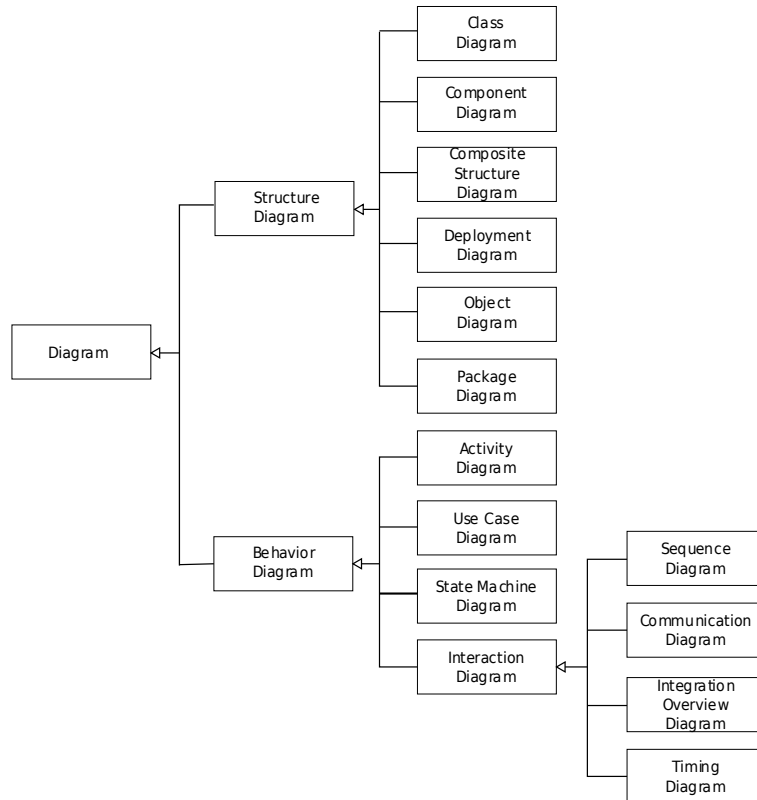 Class
Diagram
Component
Diagram
Composite
Structure
Diagram
Structure
Diagram
Deployment
Diagram
Object
Diagram
Diagram
Package
Diagram
Activity
Diagram
Use Case
Diagram
Behavior
Diagram
State Machine
Diagram
Interaction
Diagram
Sequence
Diagram
Communication
Diagram
Integration
Overview
Diagram
Timing
Diagram